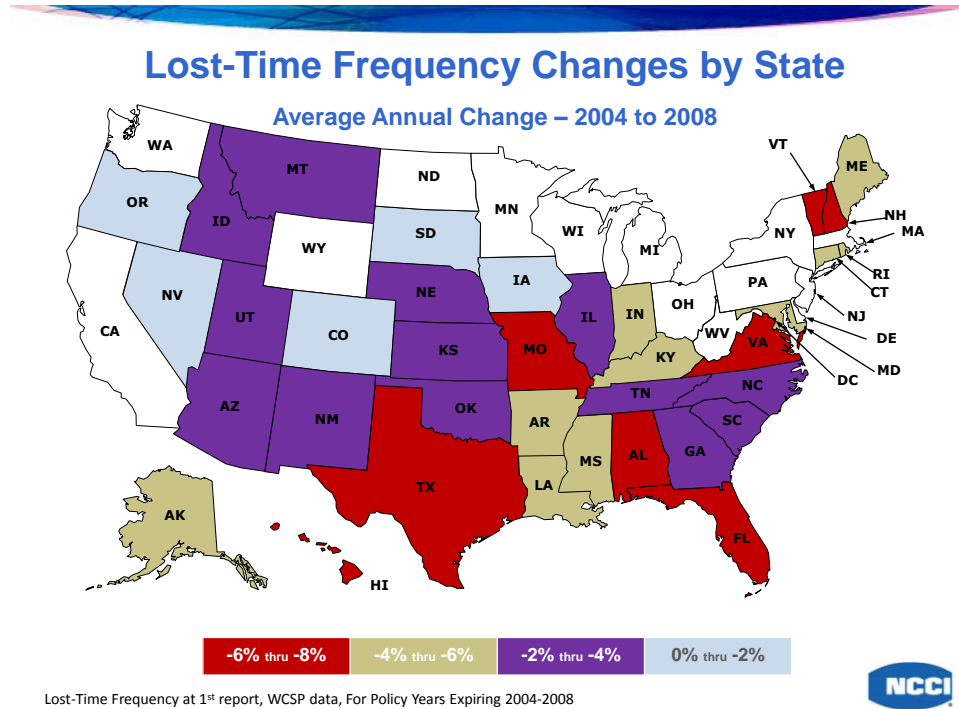 Lost-Time Frequency Changes by State
Average Annual Change – 2004 to 2008
WA
MT
ND
MN
VT
ME
OR
ID
SD
WI
MI
NY
NH
MA
WY
NV
NE
IA
PA
RI
CT
CA
UT
CO
IL
IN
OH
NJ
KS
MO
WV
VA
DE
KY
MD
DC
AZ
NM
OK
AR
TN
NC
SC
TX
LA
MS
AL
GA
AK
FL
HI
-6% thru -8%
-4% thru -6%
-2% thru -4%
0% thru -2%
Lost-Time Frequency at 1st report, WCSP data, For Policy Years Expiring 2004-2008
NCCI